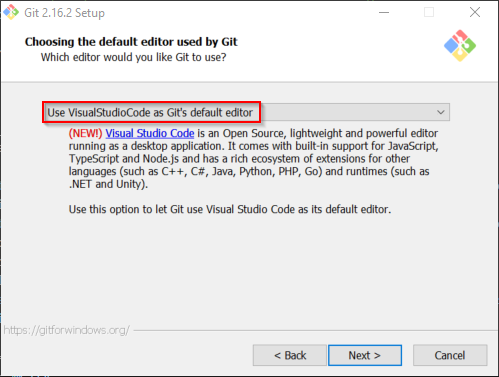 Git 2.16.2 Setup
Choosing the default editor used by Git
Which editor would you like Git to use?
Use VisualStudioCode as Git's default editor
(NEW!) Visual Studio Code is an Open Source, lightweight and powerful editor
running as a desktop application. It comes with built-in support for JavaScript,
TypeScript and Node.js and has a rich ecosystem of extensions for other
languages (such as C++, C#, Java, Python, PHP, Go) and runtimes (such as
.NET and Unity).
Use this option to let Git use Visual Studio Code as its default editor.
https://gitforwindows.org/
< Back
Next >
Cancel